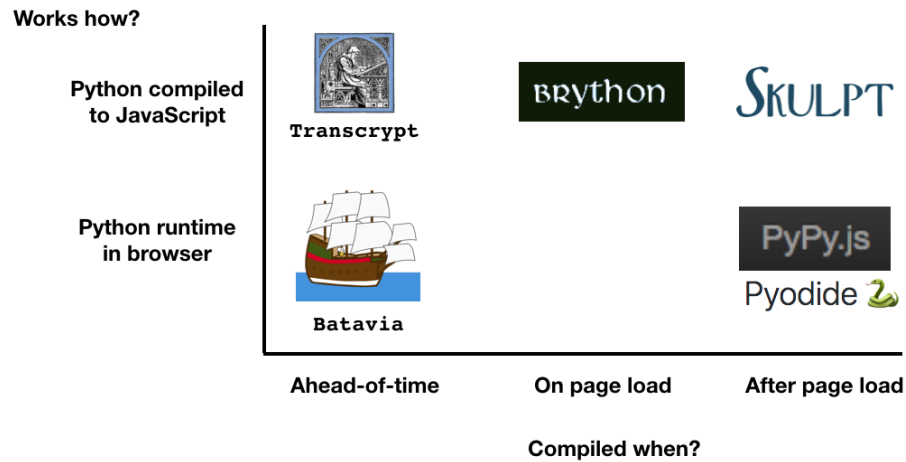 Works how?
Python compiled
to JavaScript
Transcrypt
BRython
SKULPT
Python runtime
in browser
Batavia
PyPy.js
Pyodide 🐍
Ahead-of-time
On page load
After page load
Compiled when?